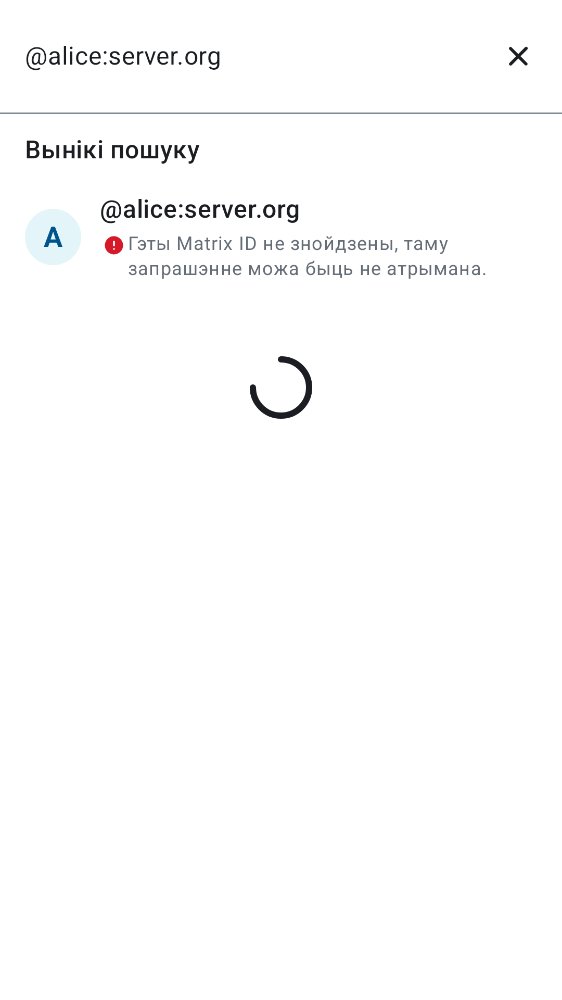 @alice:server.org
Вынікі пошуку
A
@alice:server.org
Гэты Matrix ID не знойдзены, таму
запрашэнне можа быць не атрымана.